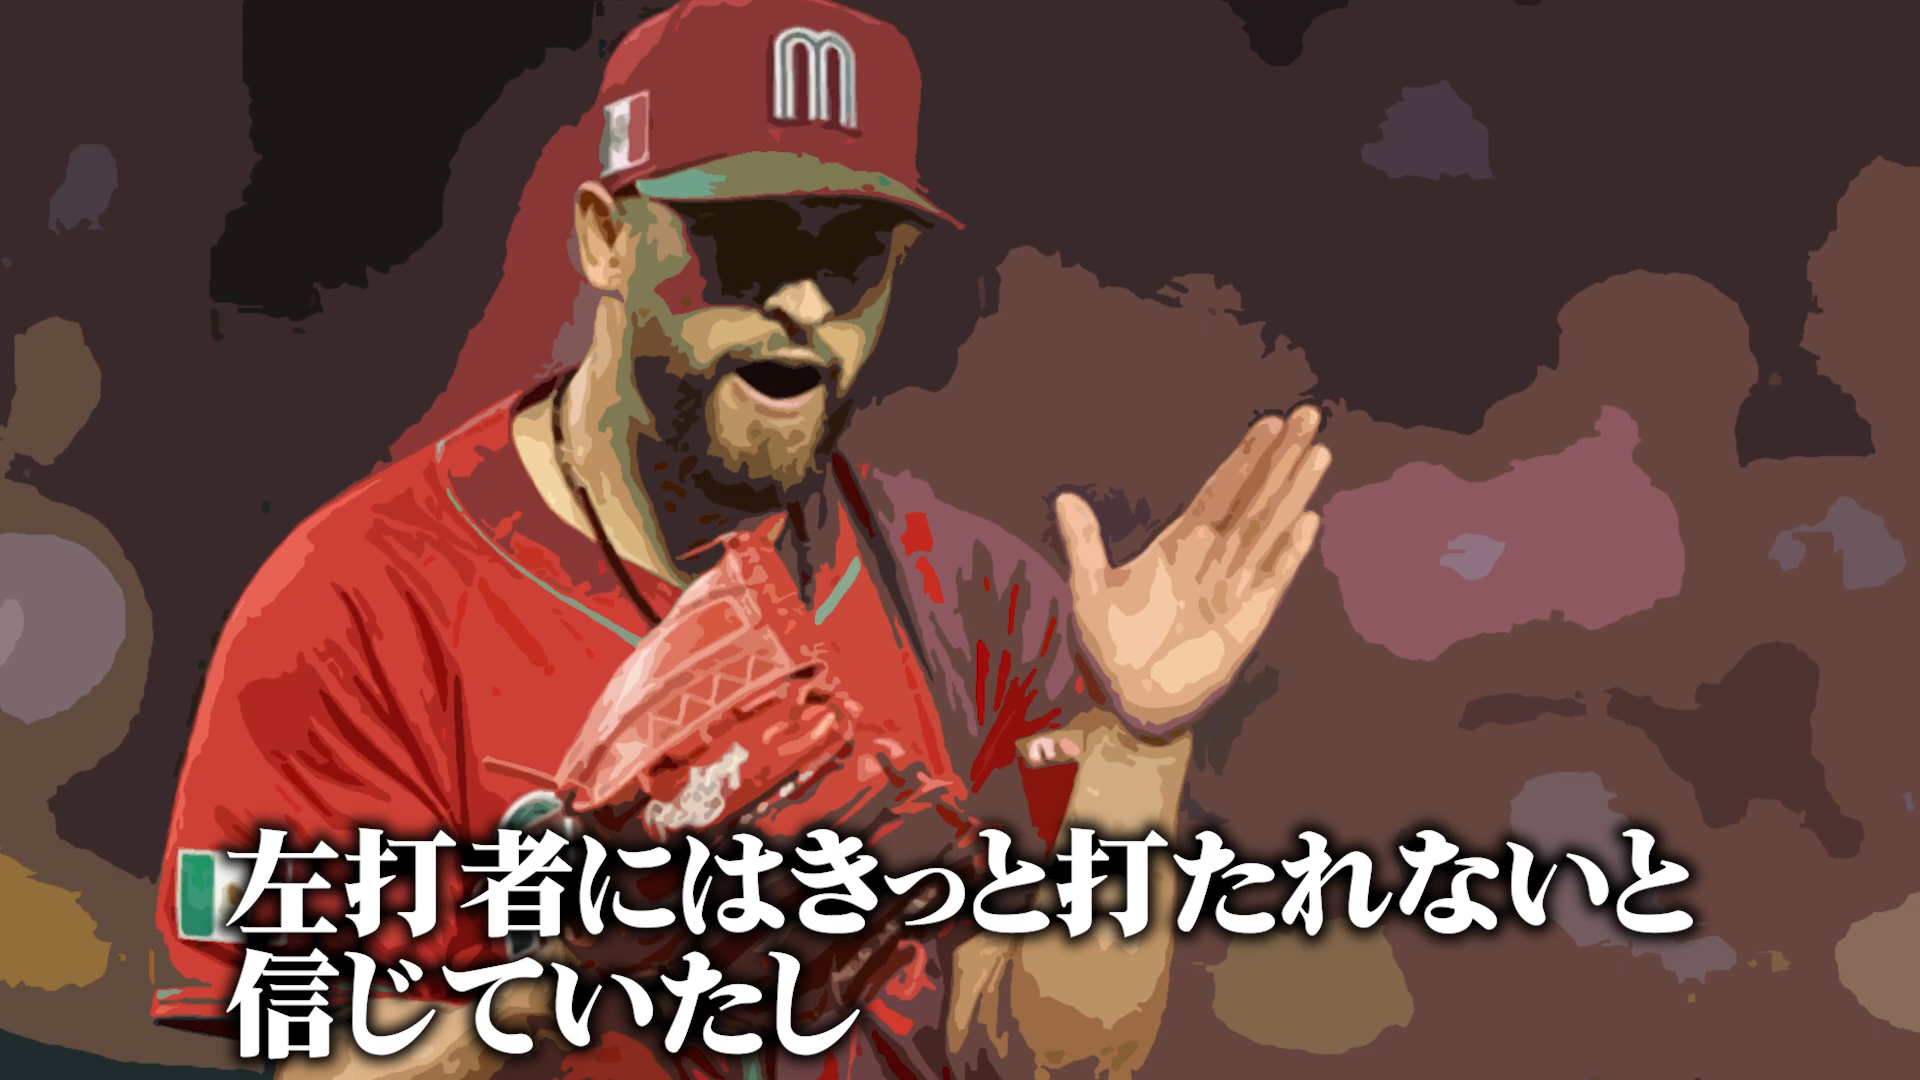 m
左打者にはきっと打たれないと
信じていたし